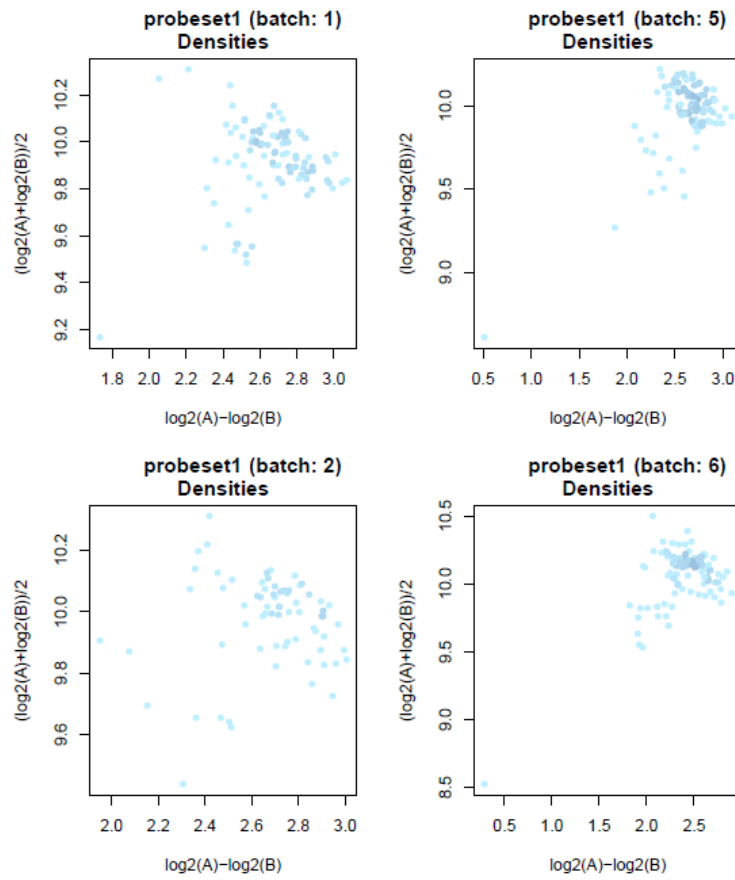 probeset1 (batch: 1)
Densities
(log2(A)+log2(B))/2
10.2
10.0
9.8
9.6
9.4
9.2
1.8 2.0 2.2 2.4 2.6 2.8 3.0
log2(A)−log2(B)
probeset1 (batch: 5)
Densities
(log2(A)+log2(B))/2
10.0
9.5
9.0
0.5 1.0 1.5 2.0 2.5 3.0
log2(A)−log2(B)
probeset1 (batch: 2)
Densities
(log2(A)+log2(B))/2
10.2
10.0
9.8
9.6
2.0 2.2 2.4 2.6 2.8 3.0
log2(A)−log2(B)
probeset1 (batch: 6)
Densities
(log2(A)+log2(B))/2
10.5
10.0
9.5
9.0
8.5
0.5 1.0 1.5 2.0 2.5
log2(A)−log2(B)